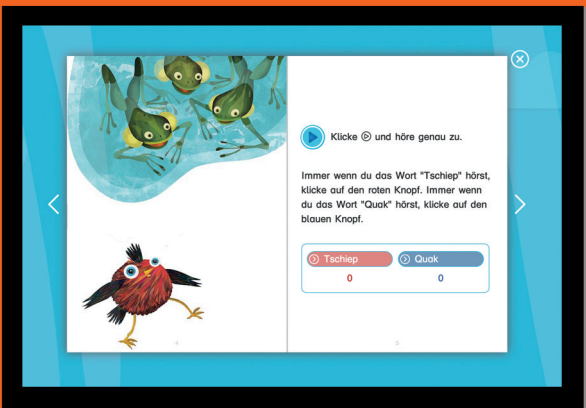 Klicke und höre genau zu.
Immer wenn du das Wort "Tschiep" hörst,
klicke auf den roten Knopf. Immer wenn
du das Wort "Quak" hörst, klicke auf den
blauen Knopf.
Tschiep Quak
0 0